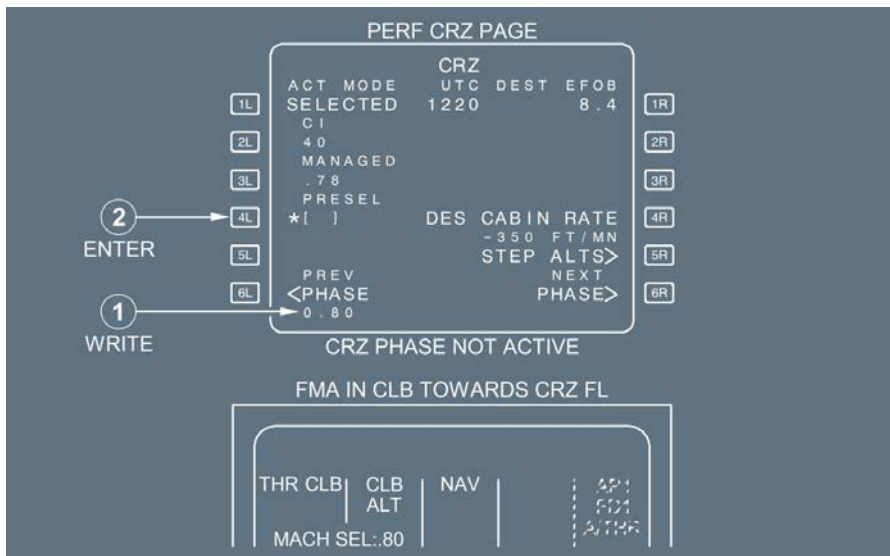 PERF CRZ PAGE
CRZ
ACT MODE UTC DEST EFOB
1L SELECTED 1220 8.4 1R
CI
2L 40 2R
MANAGED
3L .78 3R
PRESEL
2 4L *[ ] DES CABIN RATE 4R
ENTER -350 FT/MN
5L STEP ALTS> 5R
PREV NEXT
6L <PHASE PHASE> 6R
1 0.80
WRITE
CRZ PHASE NOT ACTIVE
FMA IN CLB TOWARDS CRZ FL
THR CLB CLB NAV AP1
ALT FD1
MACH SEL:.80 A/THR